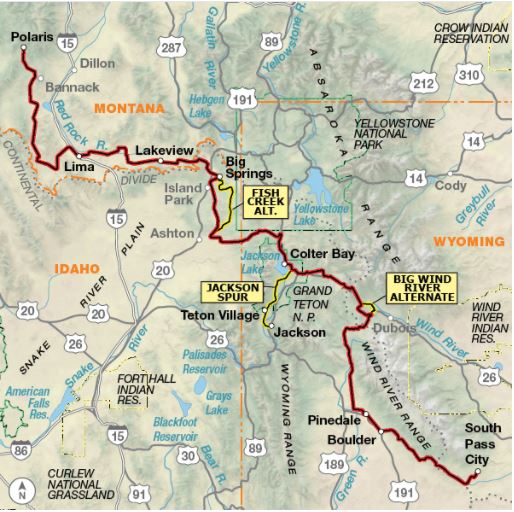 Polaris
15
Dillon
Bannack
MONTANA
Red Rock R.
287
Gallatin
River
89
Yellowstone R.
Hebgen
Lake
191
ABSAROKA
RANGE
CROW INDIAN
RESERVATION
212
310
YELLOWSTONE
NATIONAL
PARK
14
14
Cody
Greybull
River
CONTINENTAL
DIVIDE
Lima
Lakeview
Big
Springs
Island
Park
FISH
CREEK
ALT.
Yellowstone
Lake
WYOMING
15
20
Ashton
IDAHO
SNAKE
RIVER
PLAIN
Colter Bay
Jackson
Lake
JACKSON
SPUR
GRAND
TETON
N. P.
BIG WIND
RIVER
ALTERNATE
20
20
Teton Village
Jackson
Dubois
Wind River
WIND
RIVER
INDIAN
RES.
26
26
Snake
River
Palisades
Reservoir
FORT HALL
INDIAN
RES.
American
Falls
Res.
Grays
Lake
Blackfoot
Reservoir
WYOMING RANGE
WIND RIVER RANGE
Pinedale
Boulder
South
Pass
City
86
15
30
Bear R.
89
189
Green R.
191
N
CURLEW
NATIONAL
GRASSLAND
91